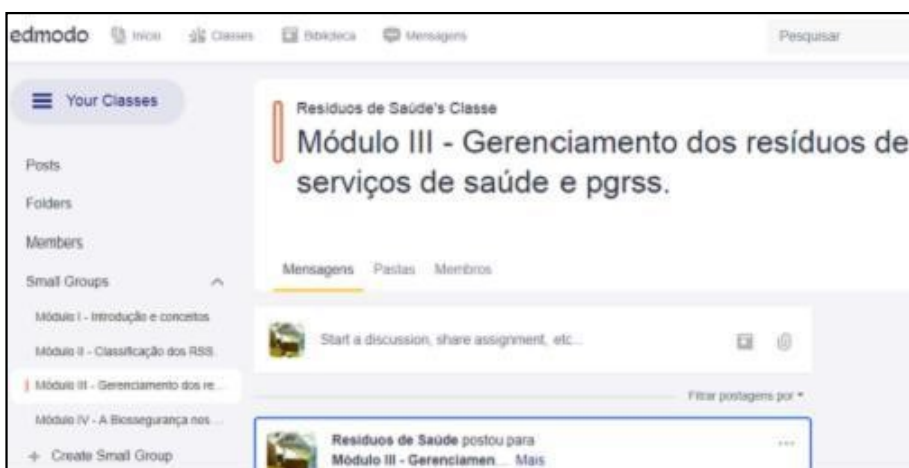 edmodo Início Classes Biblioteca Mensagens Pesquisar
Your Classes
Posts
Folders
Members
Small Groups
Módulo I - Introdução e conceitos
Módulo II - Classificação dos RSS
Módulo III - Gerenciamento dos re...
Módulo IV - A Biossegurança nos ...
+ Create Small Group
Resíduos de Saúde's Classe
Módulo III - Gerenciamento dos resíduos de
serviços de saúde e pgrss.
Mensagens Pastas Membros
Start a discussion, share assignment, etc...
Filtrar postagens por
Resíduos de Saúde postou para
Módulo III - Gerenciamen... Mais